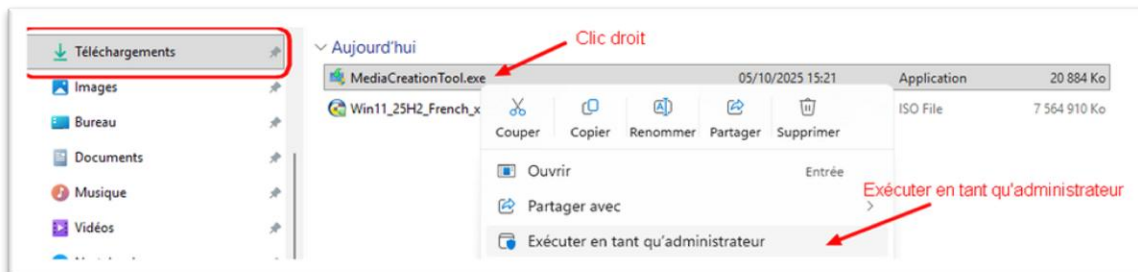 Téléchargements
Images
Bureau
Documents
Musique
Vidéos
Aujourd'hui
Clic droit
MediaCreationTool.exe 05/10/2025 15:21 Application 20 884 Ko
Win11_25H2_French_x ISO File 7 564 910 Ko
Couper Copier Renommer Partager Supprimer
Ouvrir Entrée
Exécuter en tant qu'administrateur
Partager avec
Exécuter en tant qu'administrateur